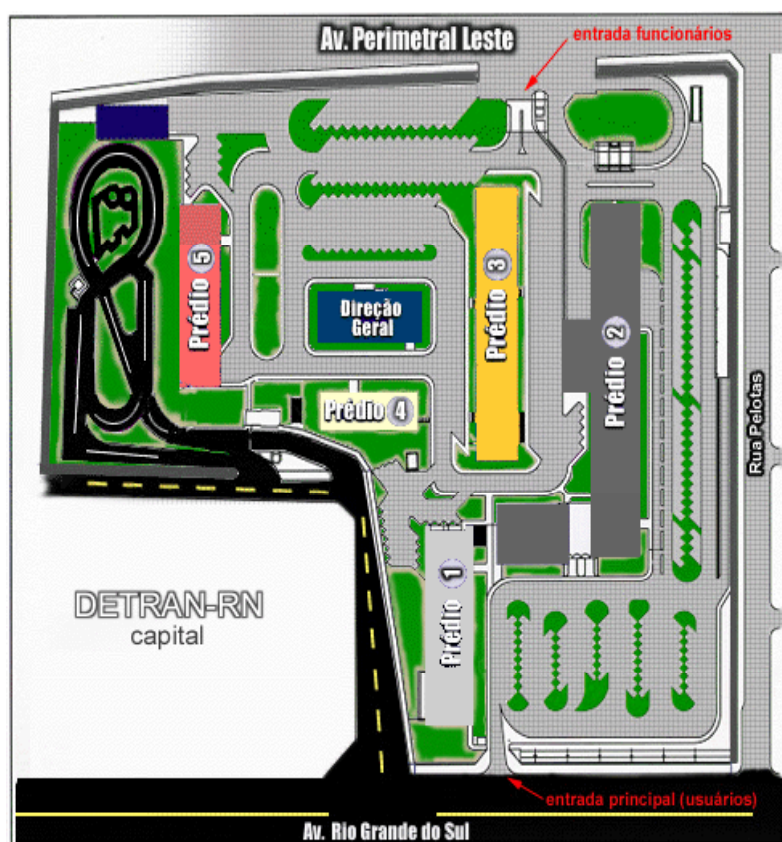 Av. Perimetral Leste
entrada funcionários
Prédio 5
Direção
Geral
Prédio 3
Prédio 2
Prédio 4
Rua Pelotas
Prédio 1
DETRAN-RN
capital
entrada principal (usuários)
Av. Rio Grande do Sul